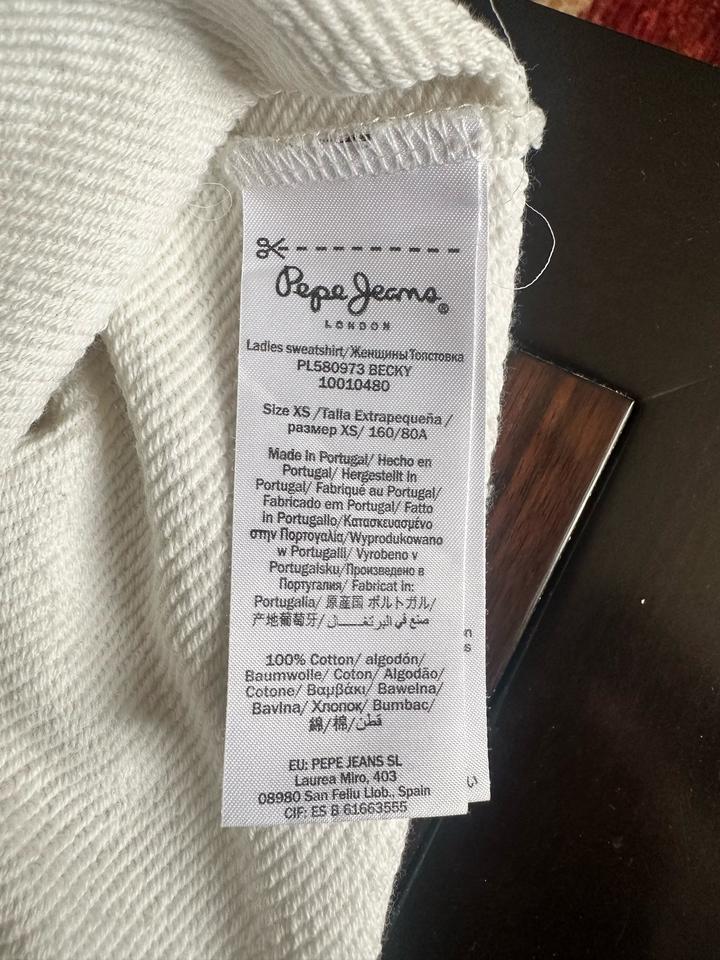 Pepe Jeans®
LONDON
Ladies sweatshirt/ЖенщиныТолстовка
PL580973 BECKY
10010480
Size XS /Talla Extrapequeña /
размер XS/ 160/80A
Made in Portugal/ Hecho en
Portugal/ Hergestellt in
Portugal/ Fabriqué au Portugal/
Fabricado em Portugal/ Fatto
in Portugallo/Κατασκευασμένο
στην Πορτογαλία/Wyprodukowano
w Portugalii/ Vyrobeno v
Portugalsku/Произведено в
Португалия/ Fabricat in:
Portugalia/ 原産国 ポルトガル/
产地葡萄牙/صنع في البرتغـــال/
100% Cotton/ algodón/
Baumwolle/ Coton/ Algodão/
Cotone/ Βαμβάκι/ Bawełna/
Bavlna/ Хлопок/ Bumbac/
綿/棉/قطن/
EU: PEPE JEANS SL
Laurea Miro, 403
08980 San Feliu Llob., Spain
CIF: ES B 61663555